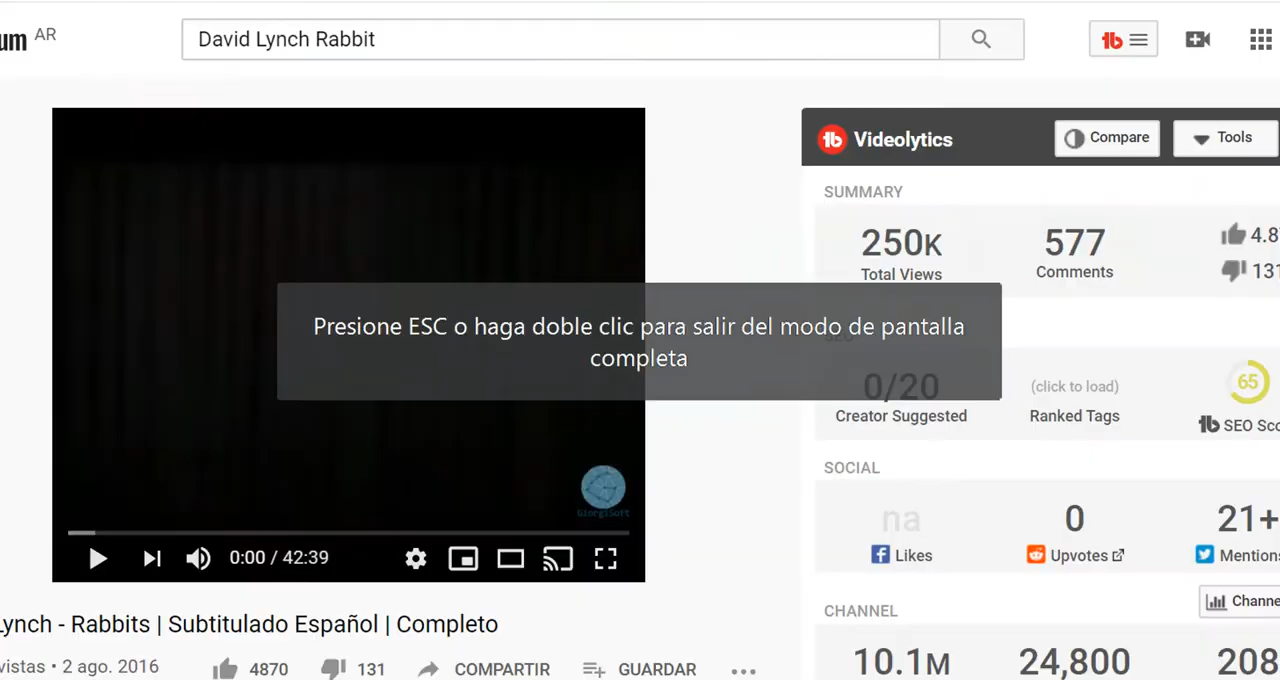 um AR
David Lynch Rabbit
Videolytics
Compare
Tools
SUMMARY
250K
Total Views
577
Comments
4.8
131
Presione ESC o haga doble clic para salir del modo de pantalla
completa
SEO
0/20
Creator Suggested
(click to load)
Ranked Tags
65
SEO Sco
SOCIAL
na
Likes
0
Upvotes
21+
Mentions
GiorgiSoft
0:00 / 42:39
Lynch - Rabbits | Subtitulado Español | Completo
vistas • 2 ago. 2016
4870
131
COMPARTIR
GUARDAR
CHANNEL
Channe
10.1M
24,800
208